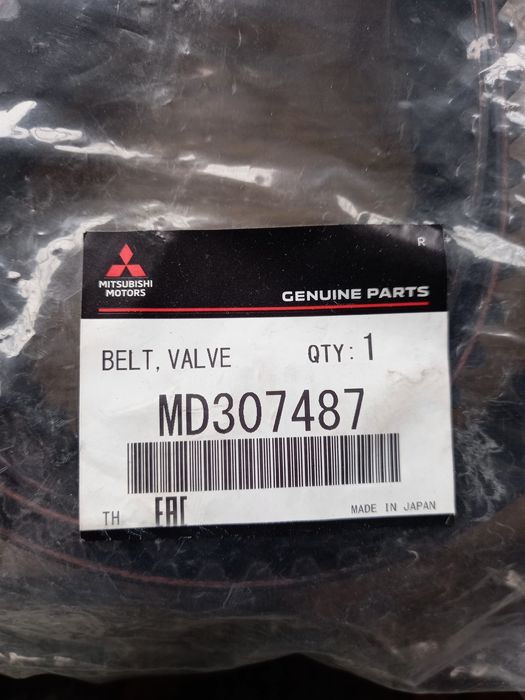 R
MITSUBISHI
MOTORS
GENUINE PARTS
BELT, VALVE QTY: 1
MD307487
TH EAC MADE IN JAPAN